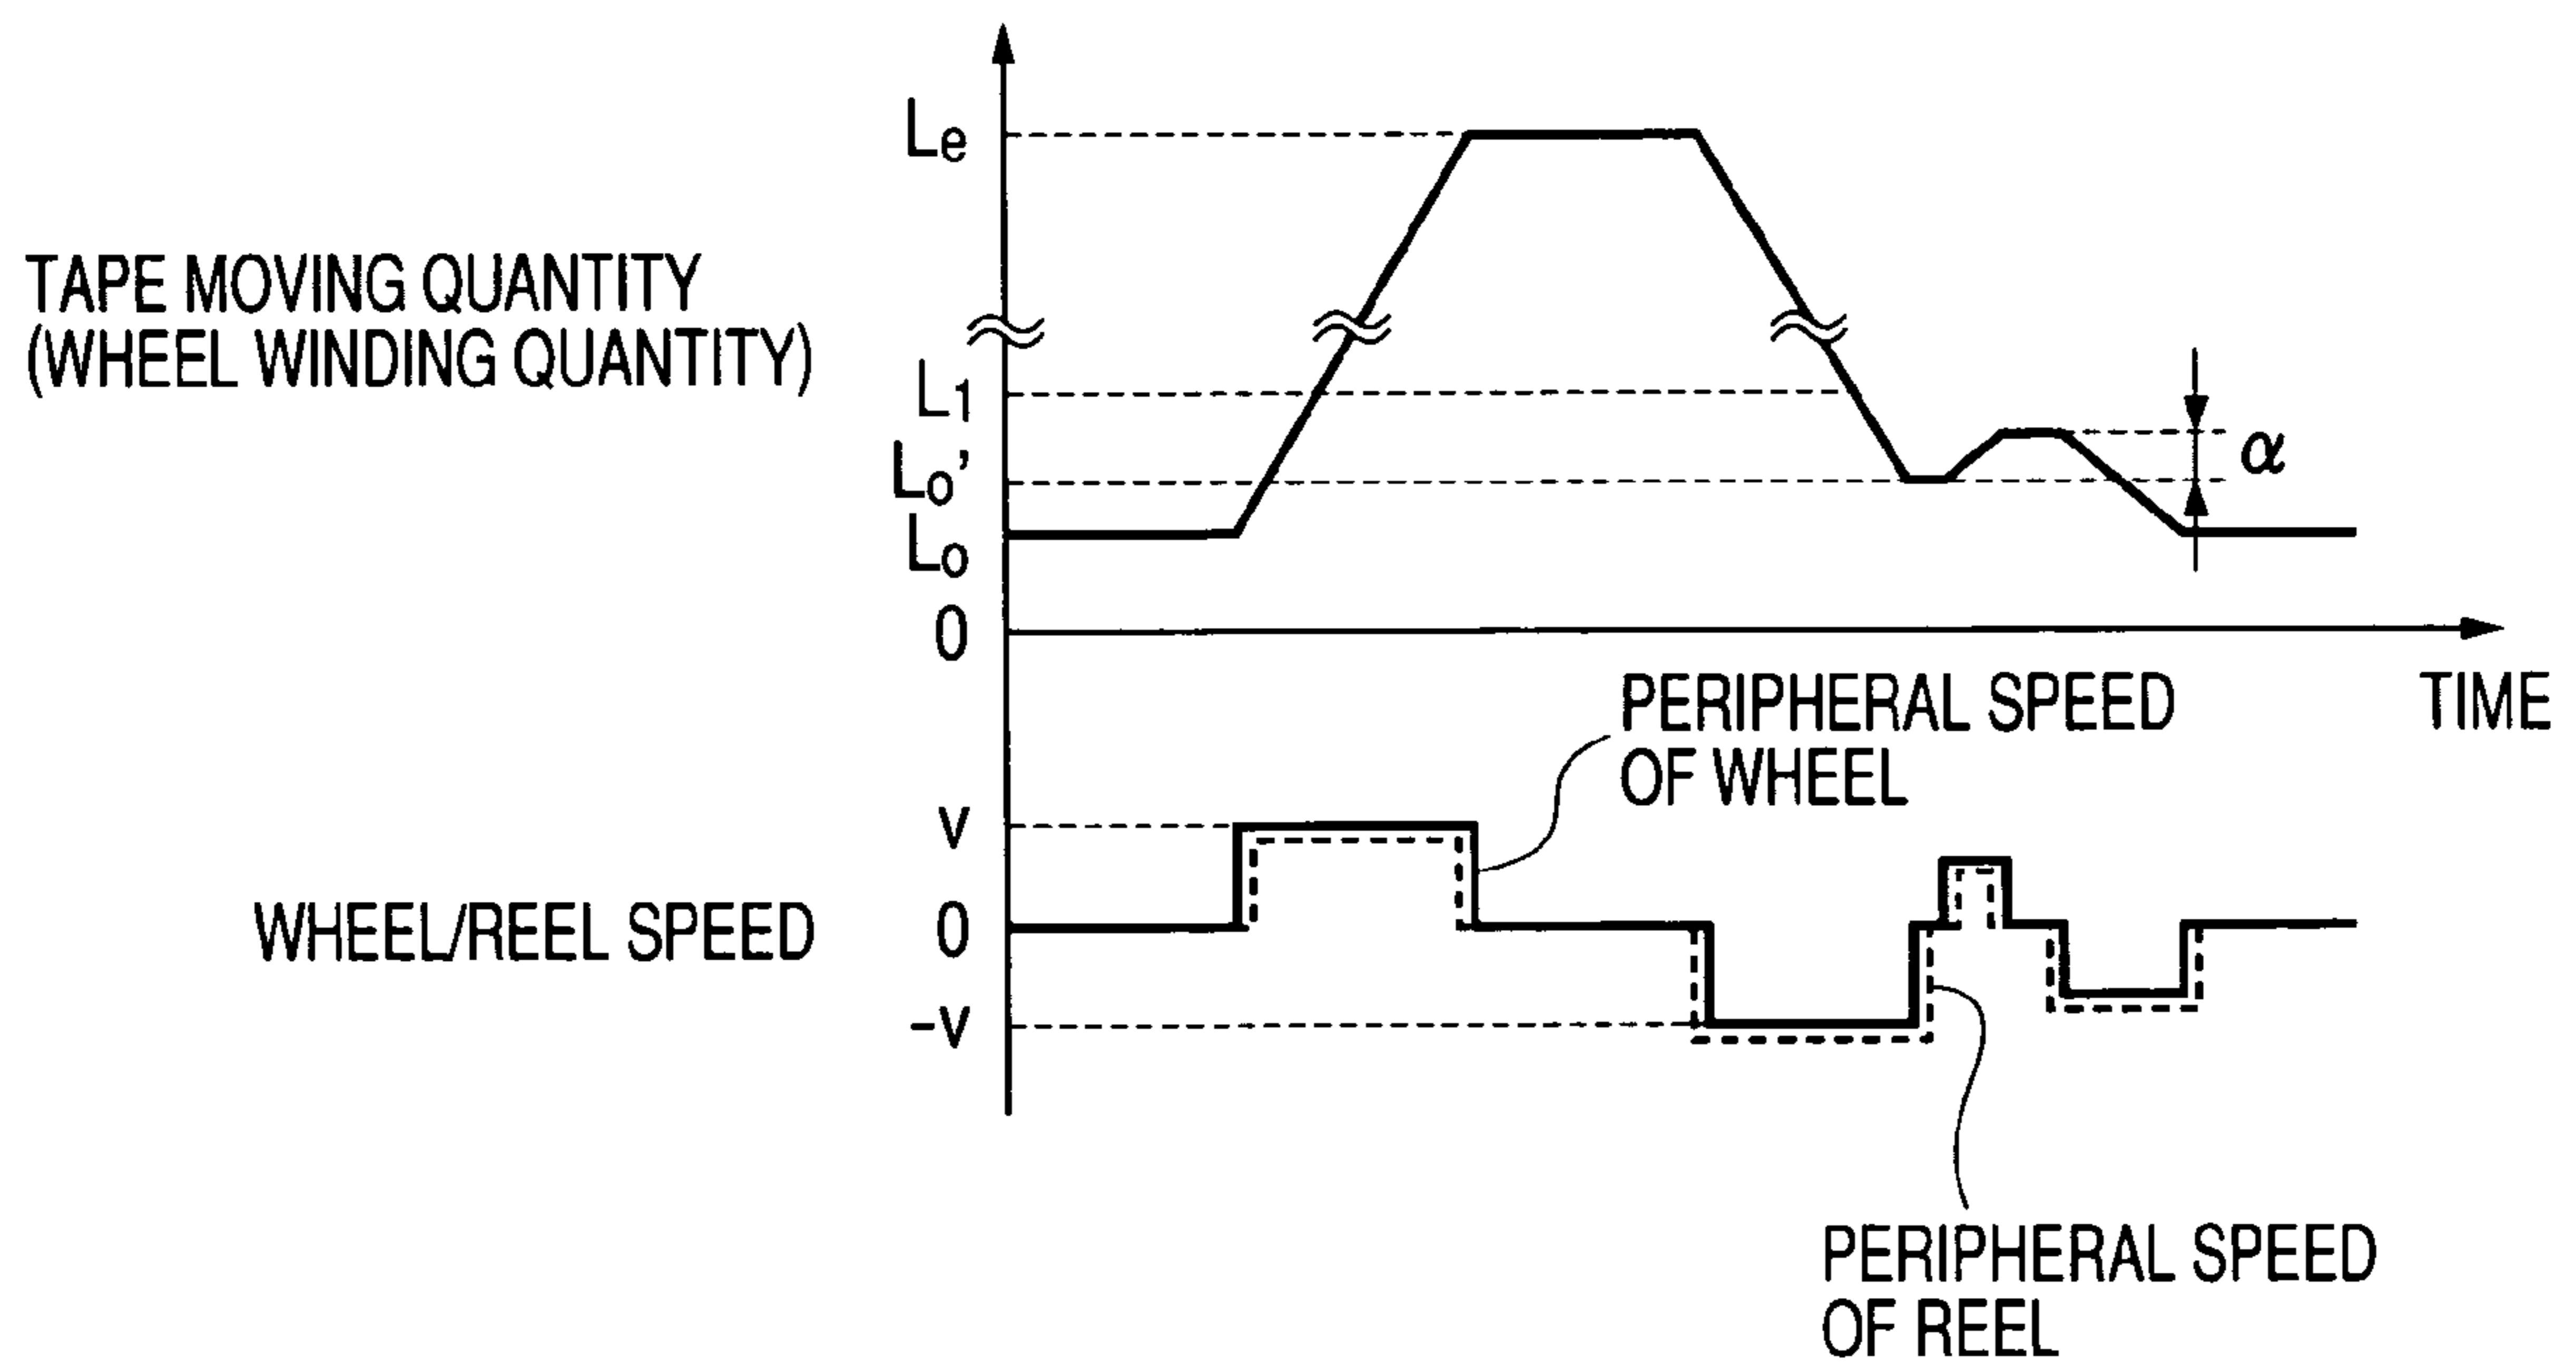 Le
TAPE MOVING QUANTITY
(WHEEL WINDING QUANTITY)
L1
Lo'
α
Lo
0
TIME
PERIPHERAL SPEED
OF WHEEL
V
WHEEL/REEL SPEED
0
-V
PERIPHERAL SPEED
OF REEL